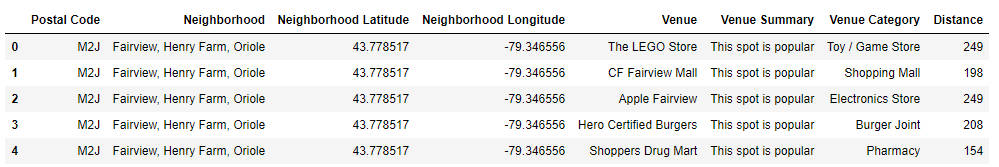 Postal Code Neighborhood Neighborhood Latitude Neighborhood Longitude Venue Venue Summary Venue Category Distance
0 M2J Fairview, Henry Farm, Oriole 43.778517 -79.346556 The LEGO Store This spot is popular Toy / Game Store 249
1 M2J Fairview, Henry Farm, Oriole 43.778517 -79.346556 CF Fairview Mall This spot is popular Shopping Mall 198
2 M2J Fairview, Henry Farm, Oriole 43.778517 -79.346556 Apple Fairview This spot is popular Electronics Store 249
3 M2J Fairview, Henry Farm, Oriole 43.778517 -79.346556 Hero Certified Burgers This spot is popular Burger Joint 208
4 M2J Fairview, Henry Farm, Oriole 43.778517 -79.346556 Shoppers Drug Mart This spot is popular Pharmacy 154